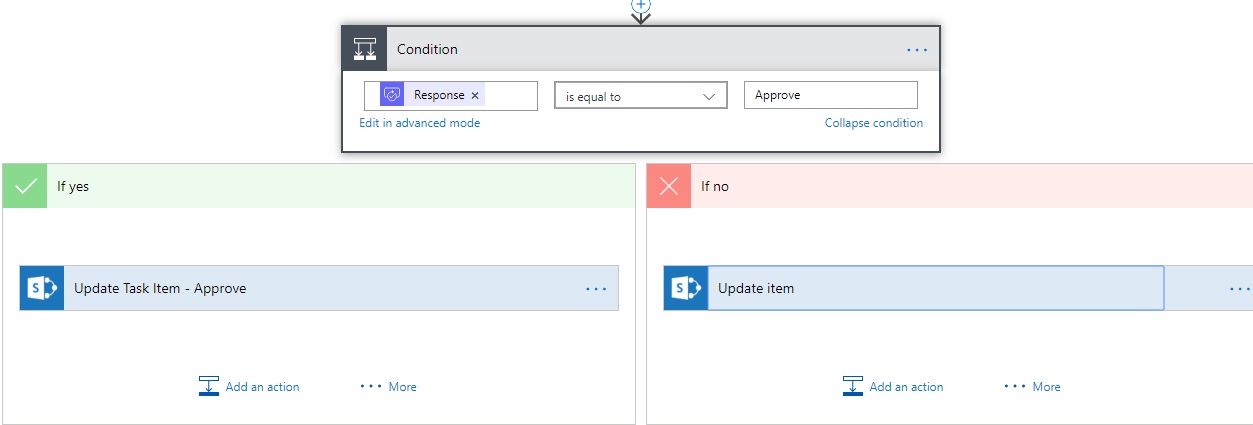 Condition
Response
is equal to
Approve
Edit in advanced mode
Collapse condition
If yes
If no
Update Task Item - Approve
Update item
Add an action
More
Add an action
More